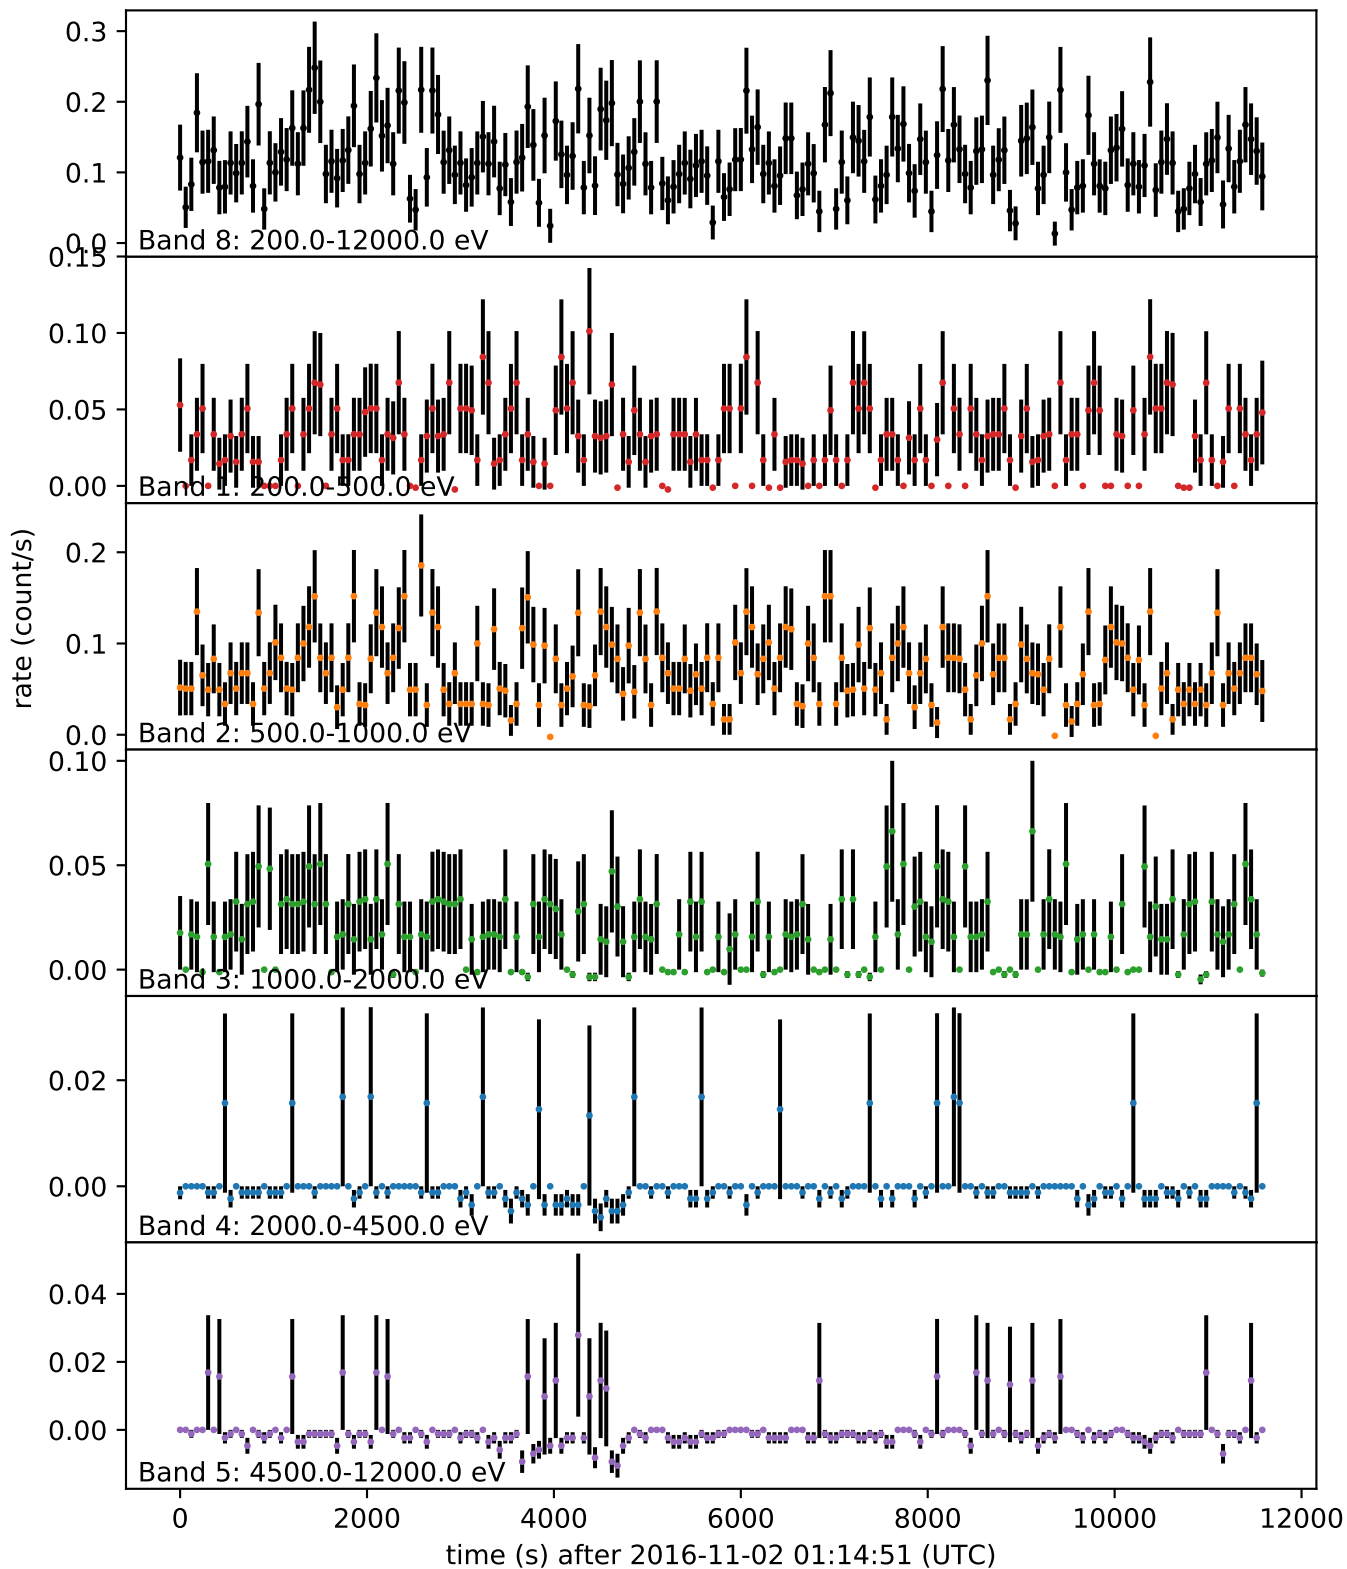 0.3
0.2
0.1
0.0
Band 8: 200.0-12000.0 eV
0.15
0.10
0.05
0.00
Band 1: 200.0-500.0 eV
rate (count/s)
0.2
0.1
0.0
Band 2: 500.0-1000.0 eV
0.10
0.05
0.00
Band 3: 1000.0-2000.0 eV
0.02
0.00
Band 4: 2000.0-4500.0 eV
0.04
0.02
0.00
Band 5: 4500.0-12000.0 eV
0 2000 4000 6000 8000 10000 12000
time (s) after 2016-11-02 01:14:51 (UTC)